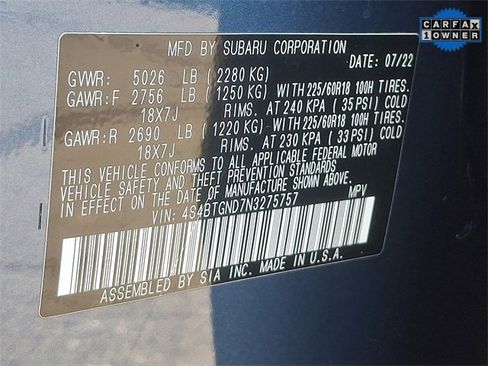 CARFAX
1 OWNER
MFD BY SUBARU CORPORATION
DATE: 07/22
GVWR: 5026 LB (2280 KG)
GAWR:F 2756 LB (1250 KG) WITH 225/60R18 100H TIRES.
18X7J RIMS. AT 240 KPA (35 PSI) COLD
GAWR:R 2690 LB (1220 KG) WITH 225/60R18 100H TIRES.
18X7J RIMS. AT 230 KPA (33 PSI) COLD
THIS VEHICLE CONFORMS TO ALL APPLICABLE FEDERAL MOTOR
VEHICLE SAFETY AND THEFT PREVENTION STANDARDS
IN EFFECT ON THE DATE OF MANUFACTURE SHOWN ABOVE.
VIN: 4S4BTGND7N3275757 MPV
ASSEMBLED BY SIA INC. MADE IN U.S.A.